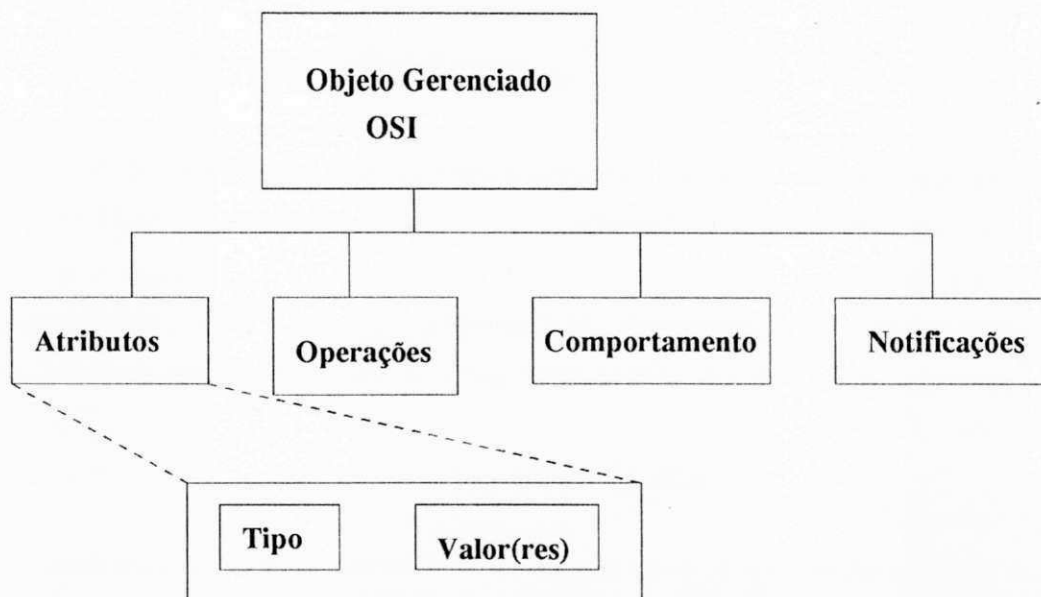 Objeto Gerenciado
OSI
Atributos
Operações
Comportamento
Notificações
Tipo
Valor(res)